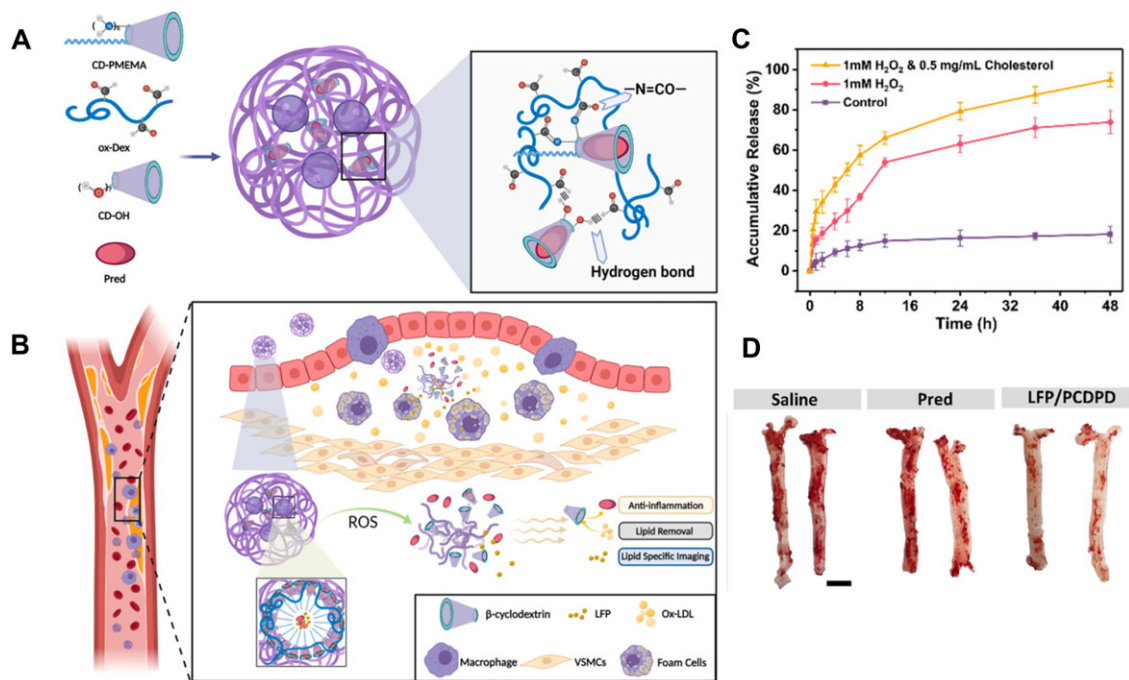 A
CD-PMEMA
ox-Dex
CD-OH
Pred
—N=CO—
Hydrogen bond
C
Accumulative Release (%)
100
80
60
40
20
0
1mM H₂O₂ & 0.5 mg/mL Cholesterol
1mM H₂O₂
Control
0 8 16 24 32 40 48
Time (h)
B
ROS
Anti-inflammation
Lipid Removal
Lipid Specific Imaging
β-cyclodextrin
LFP
Ox-LDL
Macrophage
VSMCs
Foam Cells
D
Saline
Pred
LFP/PCDPD